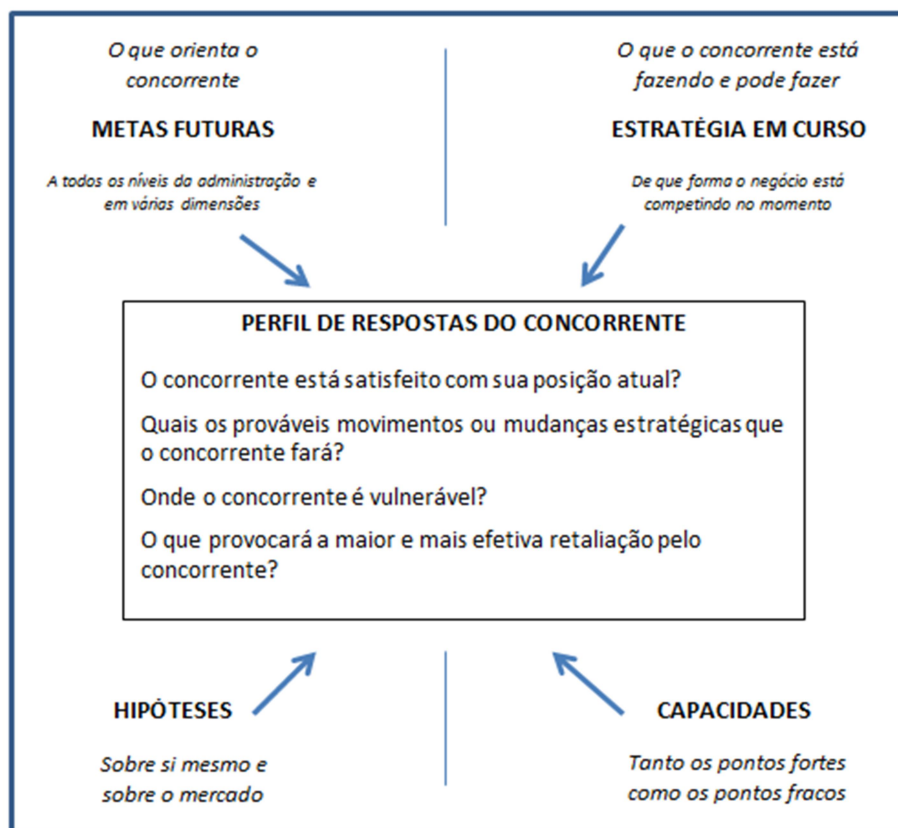 O que orienta o
concorrente
METAS FUTURAS
A todos os níveis da administração e
em várias dimensões
O que o concorrente está
fazendo e pode fazer
ESTRATÉGIA EM CURSO
De que forma o negócio está
competindo no momento
PERFIL DE RESPOSTAS DO CONCORRENTE
O concorrente está satisfeito com sua posição atual?
Quais os prováveis movimentos ou mudanças estratégicas que
o concorrente fará?
Onde o concorrente é vulnerável?
O que provocará a maior e mais efetiva retaliação pelo
concorrente?
HIPÓTESES
Sobre si mesmo e
sobre o mercado
CAPACIDADES
Tanto os pontos fortes
como os pontos fracos